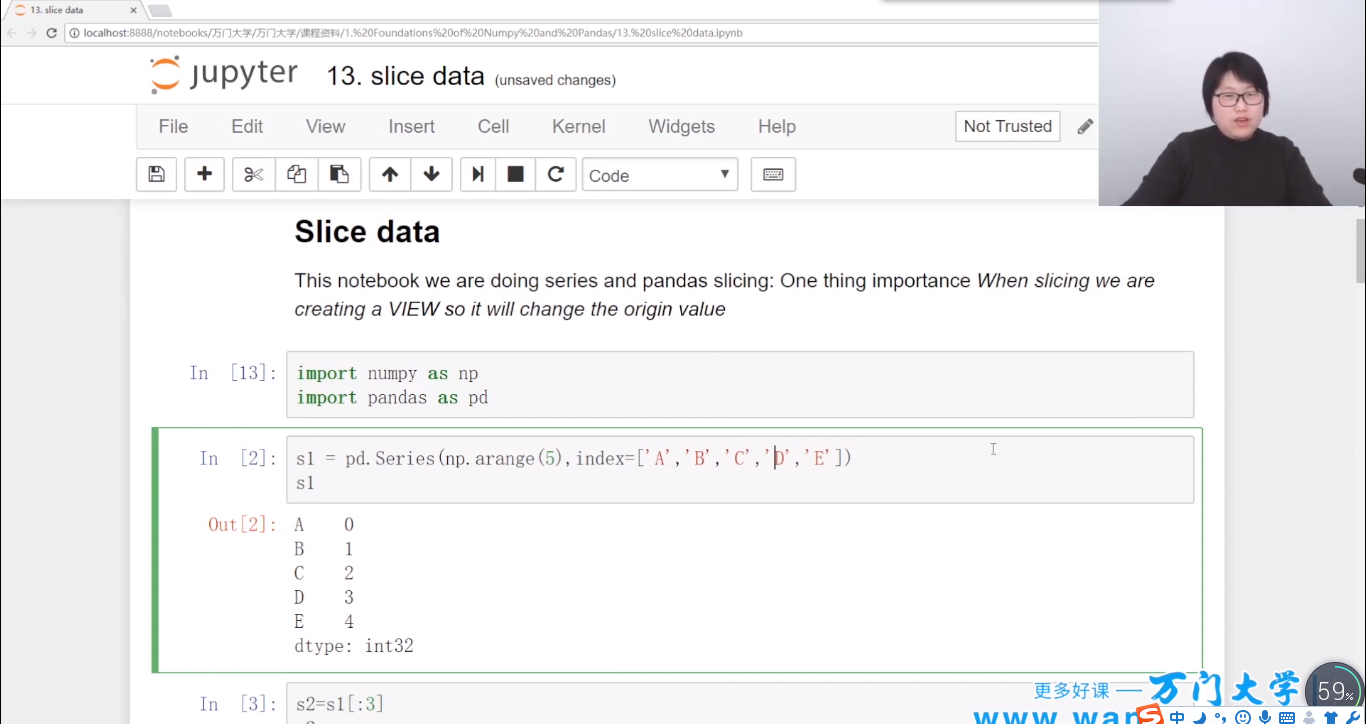 13. slice data
localhost:8888/notebooks/万门大学/万门大学/课程资料/1.%20Foundations%20of%20Numpy%20and%20Pandas/13.%20slice%20data.ipynb
jupyter 13. slice data (unsaved changes)
File Edit View Insert Cell Kernel Widgets Help Not Trusted
Code
Slice data
This notebook we are doing series and pandas slicing: One thing importance When slicing we are
creating a VIEW so it will change the origin value
In [13]: import numpy as np
import pandas as pd
In [2]: s1 = pd.Series(np.arange(5),index=['A','B','C','D','E'])
s1
Out[2]: A 0
B 1
C 2
D 3
E 4
dtype: int32
In [3]: s2=s1[:3]
更多好课 — 万门大学
59%
中